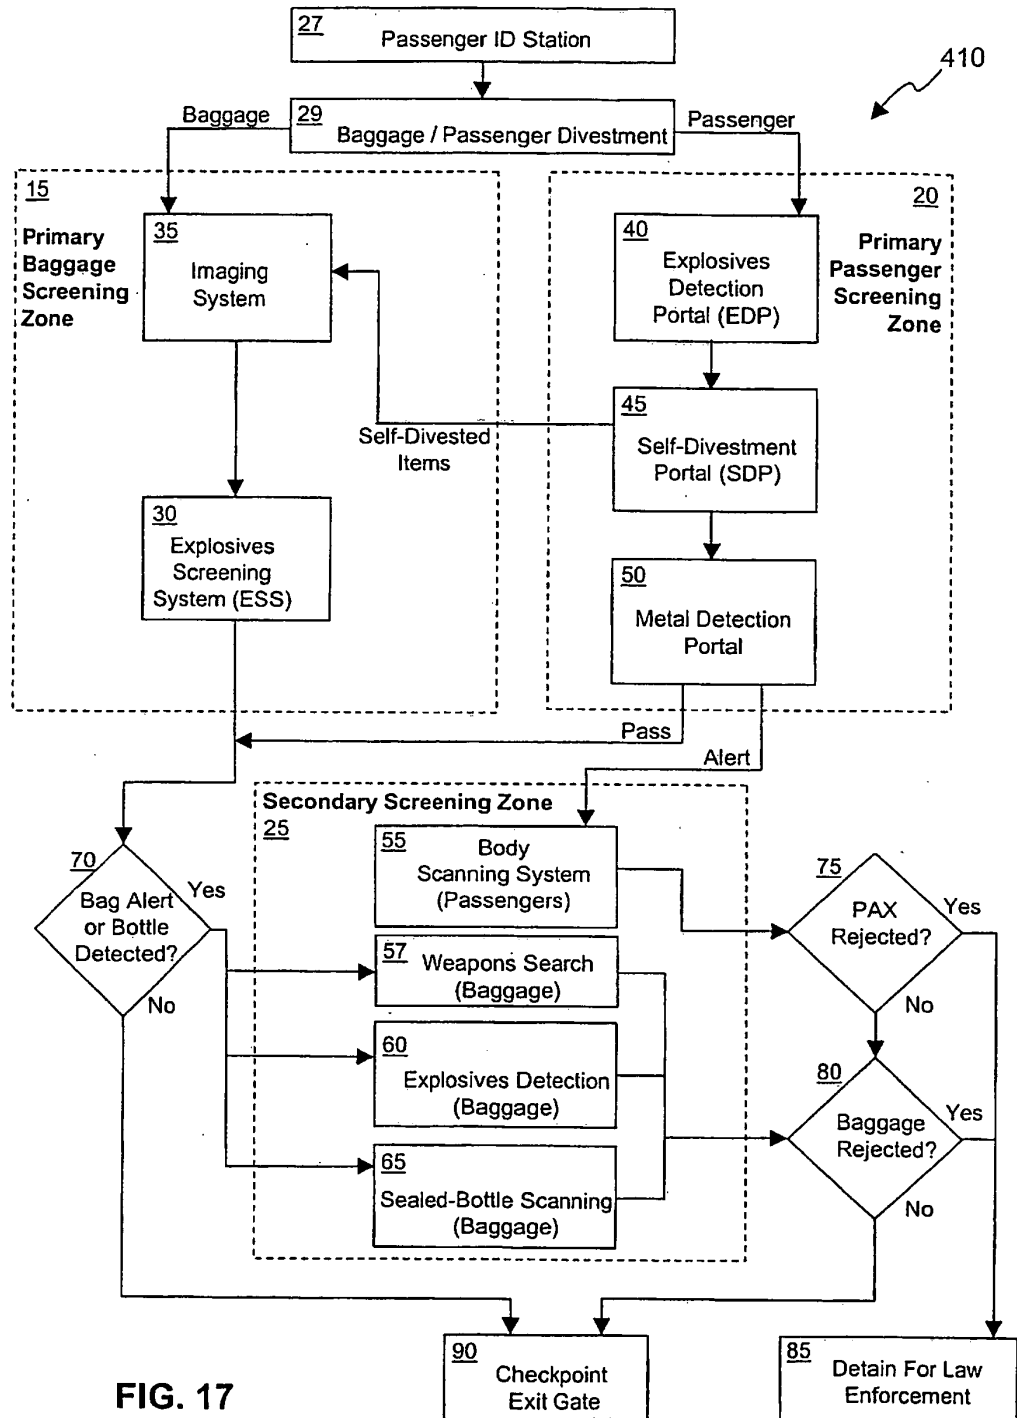 27
Passenger ID Station
410
29
Baggage / Passenger Divestment
Baggage
Passenger
15
Primary
Baggage
Screening
Zone
35
Imaging
System
20
Primary
Passenger
Screening
Zone
40
Explosives
Detection
Portal (EDP)
45
Self-Divestment
Portal (SDP)
Self-Divested
Items
30
Explosives
Screening
System (ESS)
50
Metal Detection
Portal
Pass
Alert
Secondary Screening Zone
25
55
Body
Scanning System
(Passengers)
70
Bag Alert
or Bottle
Detected?
Yes
No
57
Weapons Search
(Baggage)
60
Explosives Detection
(Baggage)
65
Sealed-Bottle Scanning
(Baggage)
75
PAX
Rejected?
Yes
No
80
Baggage
Rejected?
Yes
No
90
Checkpoint
Exit Gate
85
Detain For Law
Enforcement
FIG. 17